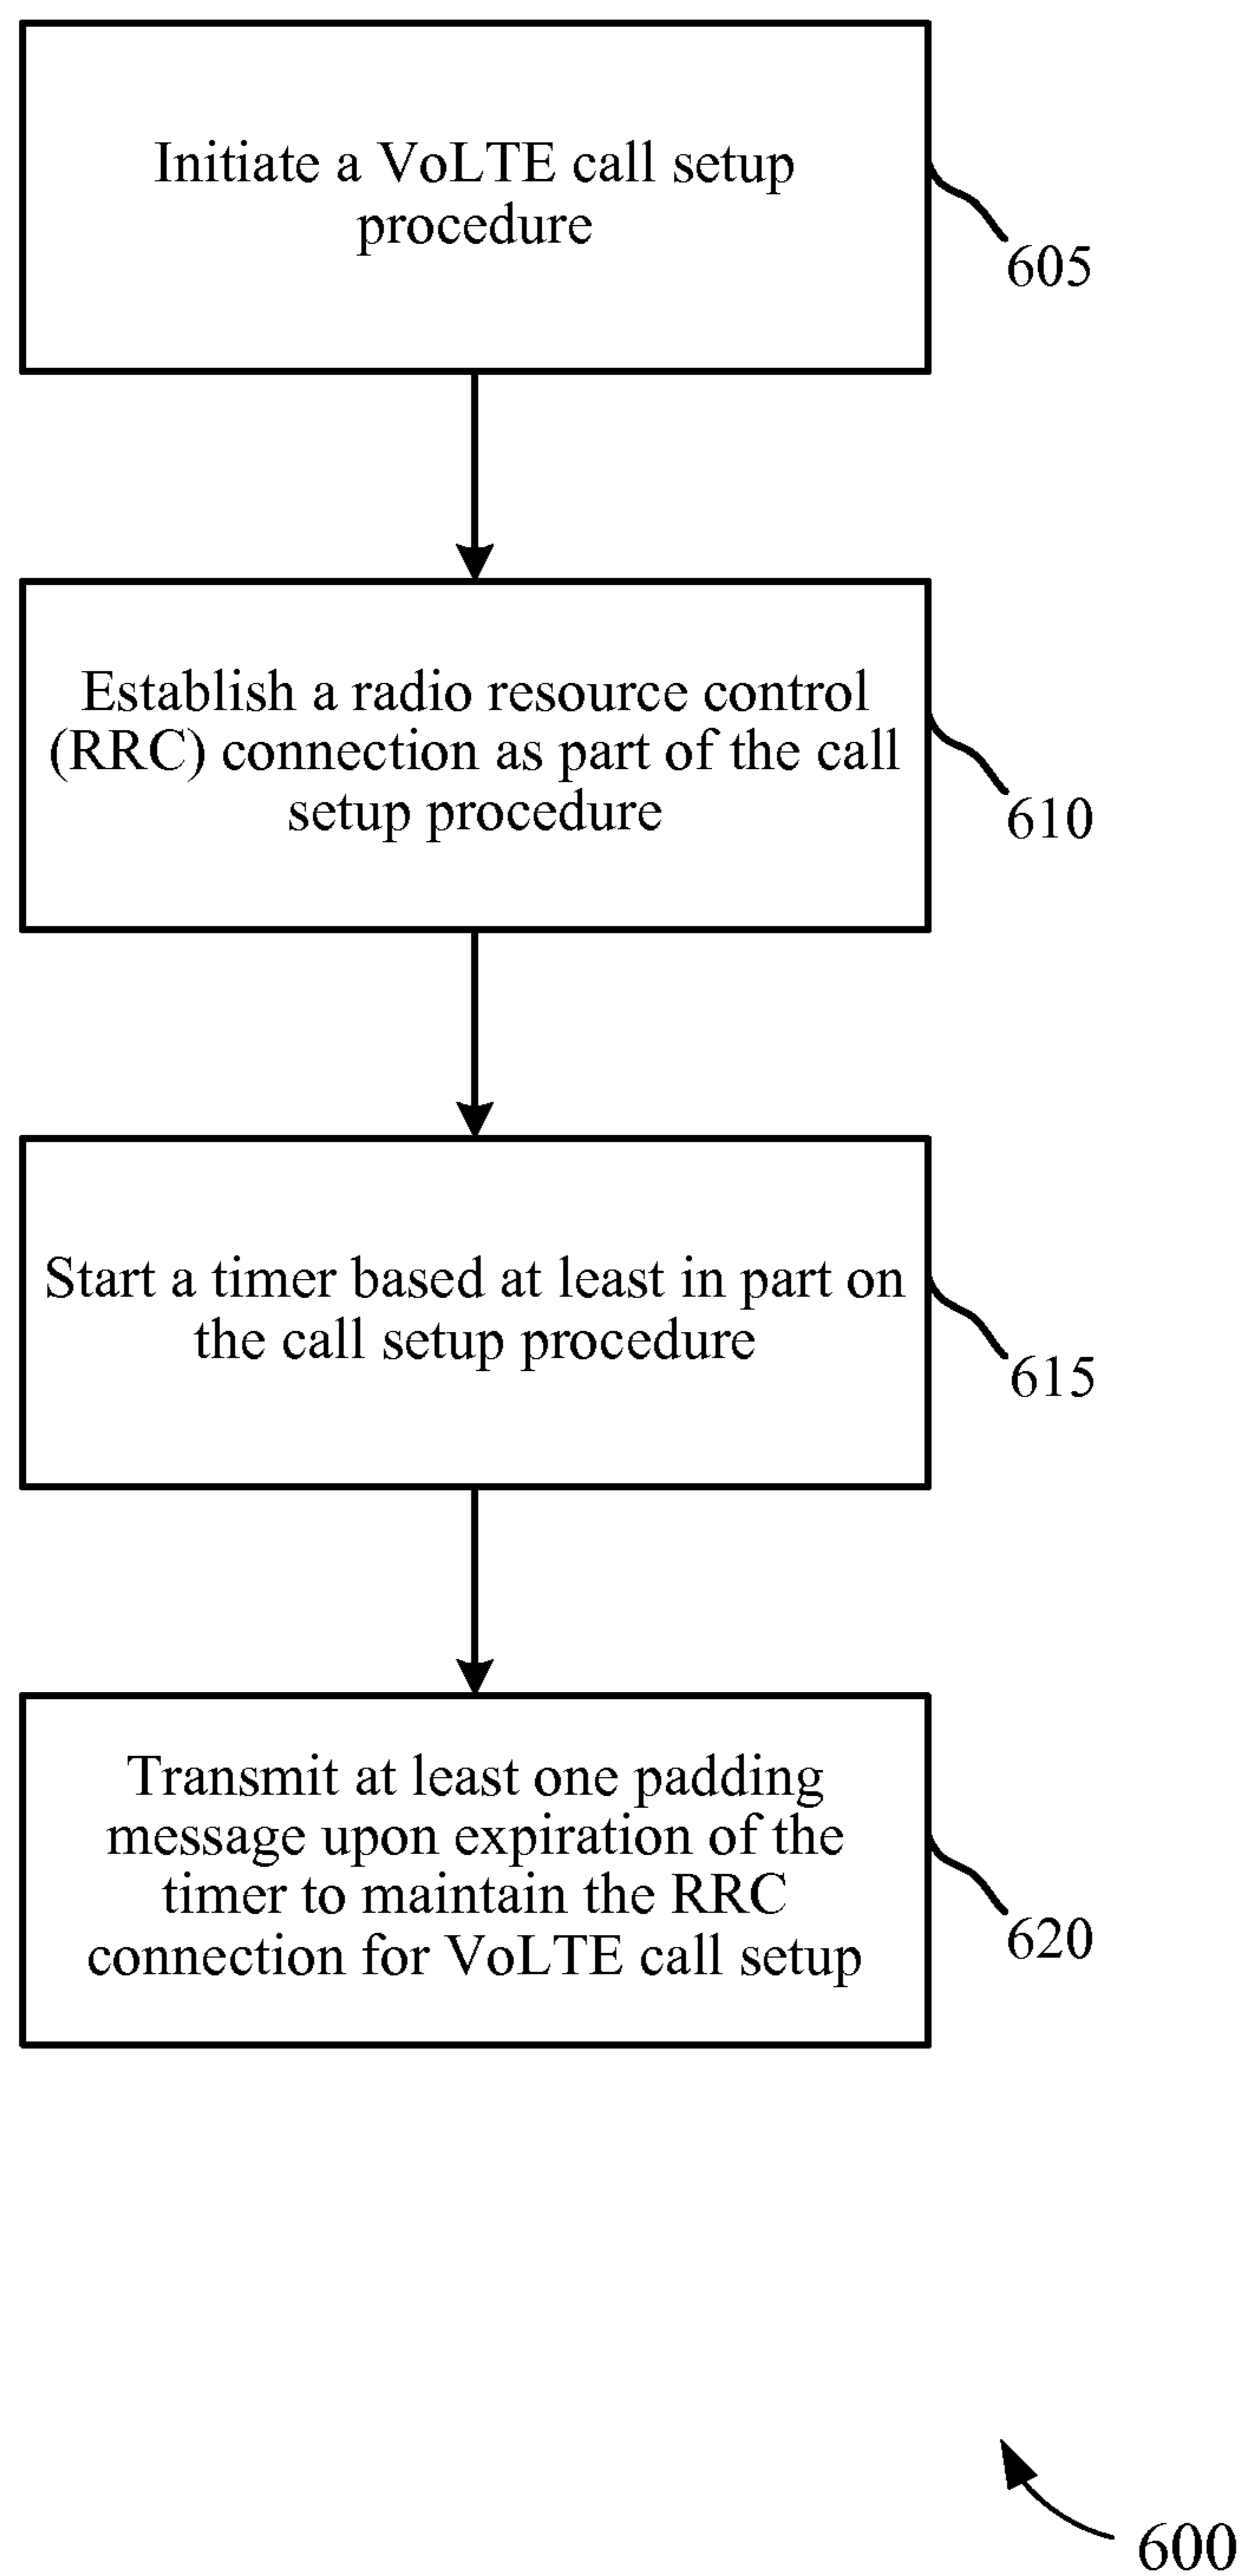 Initiate a VoLTE call setup
procedure
605
Establish a radio resource control
(RRC) connection as part of the call
setup procedure
610
Start a timer based at least in part on
the call setup procedure
615
Transmit at least one padding
message upon expiration of the
timer to maintain the RRC
connection for VoLTE call setup
620
600